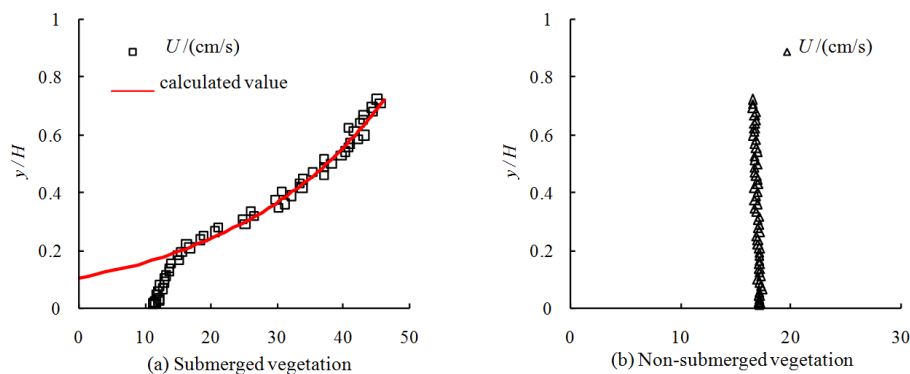 1
0.8
0.6
0.4
0.2
0
y / H
U /(cm/s)
calculated value
0 10 20 30 40 50
(a) Submerged vegetation
1
0.8
0.6
0.4
0.2
0
y / H
U /(cm/s)
0 10 20 30
(b) Non-submerged vegetation